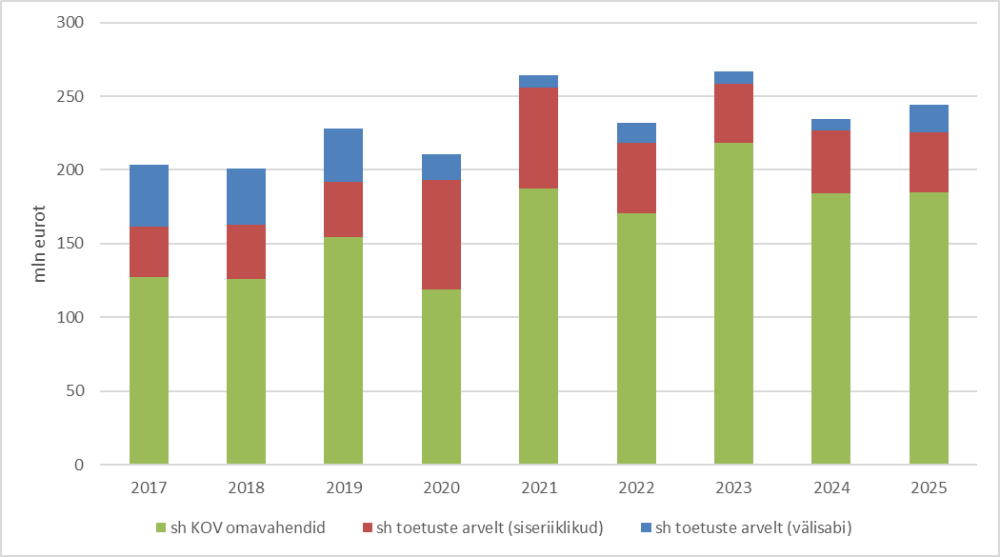 300
250
200
150
100
50
0
mln eurot
2017 2018 2019 2020 2021 2022 2023 2024 2025
sh KOV omavahendid sh toetuste arvelt (siseriiklikud) sh toetuste arvelt (välisabi)